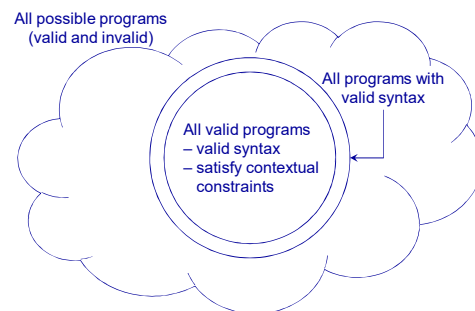 All possible programs
(valid and invalid)
All programs with
valid syntax
All valid programs
– valid syntax
– satisfy contextual
constraints